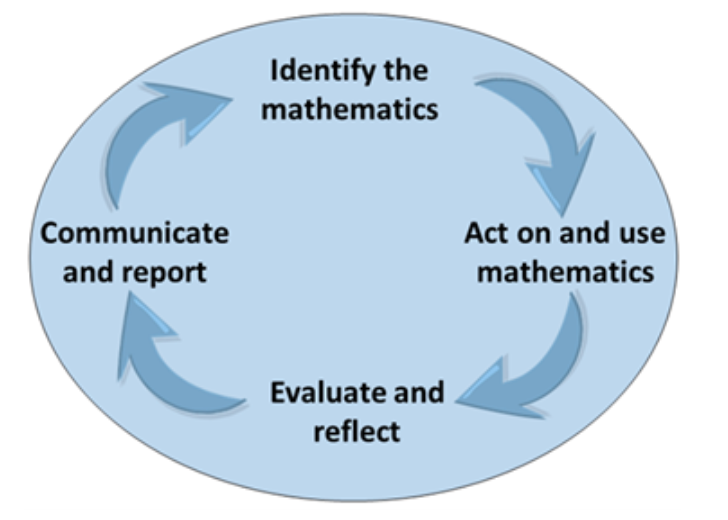 Identify the
mathematics
Act on and use
mathematics
Evaluate and
reflect
Communicate
and report